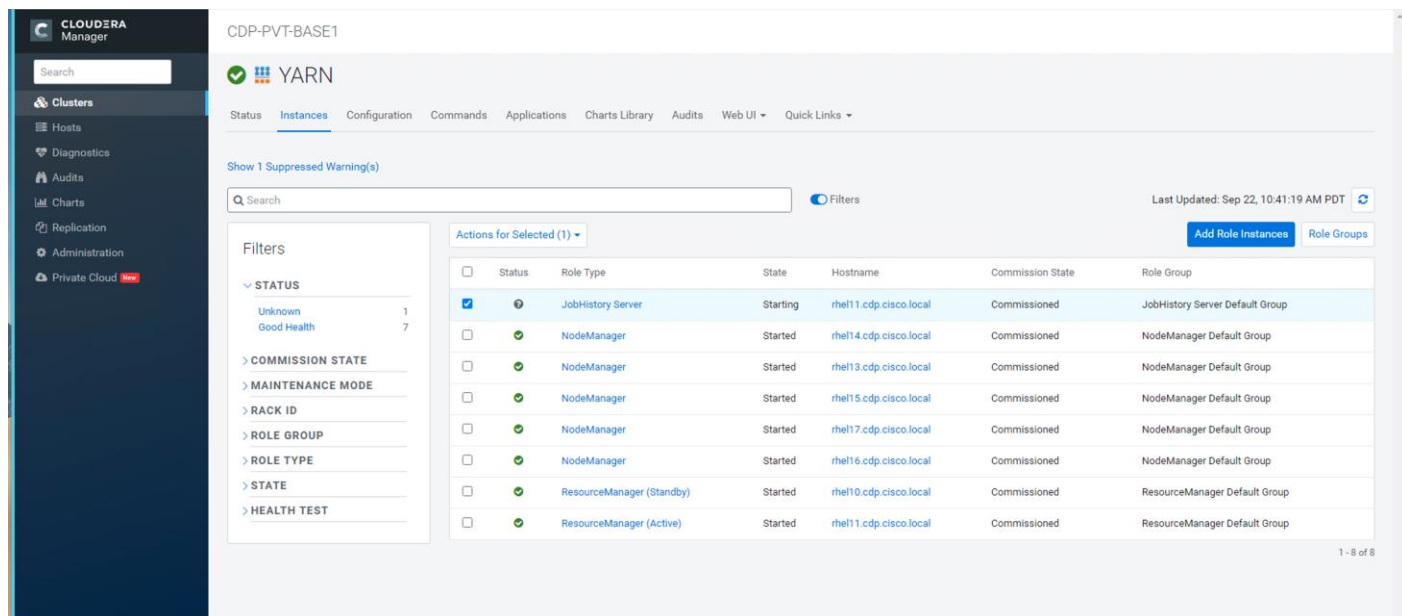 CLOUDERA
Manager
CDP-PVT-BASE1
Search
Clusters
Hosts
Diagnostics
Audits
Charts
Replication
Administration
Private Cloud New
YARN
Status Instances Configuration Commands Applications Charts Library Audits Web UI Quick Links
Show 1 Suppressed Warning(s)
Search
Filters
Last Updated: Sep 22, 10:41:19 AM PDT
Filters
STATUS
Unknown 1
Good Health 7
COMMISSION STATE
MAINTENANCE MODE
RACK ID
ROLE GROUP
ROLE TYPE
STATE
HEALTH TEST
Actions for Selected (1)
Add Role Instances
Role Groups
Status Role Type State Hostname Commission State Role Group
JobHistory Server Starting rhel11.cdp.cisco.local Commissioned JobHistory Server Default Group
NodeManager Started rhel14.cdp.cisco.local Commissioned NodeManager Default Group
NodeManager Started rhel13.cdp.cisco.local Commissioned NodeManager Default Group
NodeManager Started rhel15.cdp.cisco.local Commissioned NodeManager Default Group
NodeManager Started rhel17.cdp.cisco.local Commissioned NodeManager Default Group
NodeManager Started rhel16.cdp.cisco.local Commissioned NodeManager Default Group
ResourceManager (Standby) Started rhel10.cdp.cisco.local Commissioned ResourceManager Default Group
ResourceManager (Active) Started rhel11.cdp.cisco.local Commissioned ResourceManager Default Group
1 - 8 of 8